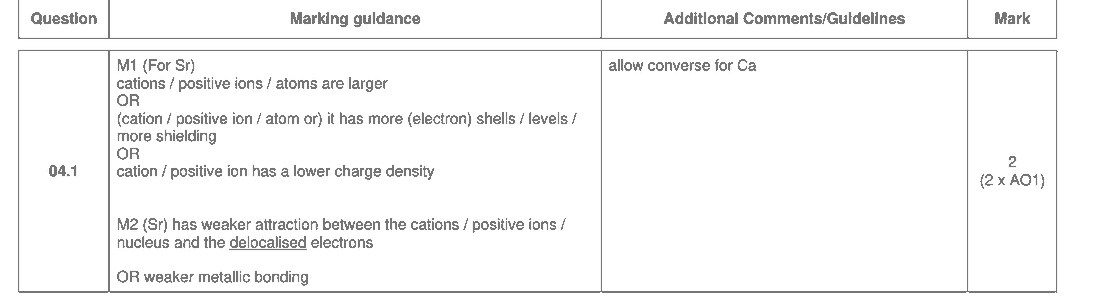 Question Marking guidance Additional Comments/Guidelines Mark
M1 (For Sr) allow converse for Ca
cations / positive ions / atoms are larger
OR
(cation / positive ion / atom or) it has more (electron) shells / levels /
more shielding
OR
04.1 cation / positive ion has a lower charge density 2
(2 x AO1)
M2 (Sr) has weaker attraction between the cations / positive ions /
nucleus and the delocalised electrons
OR weaker metallic bonding